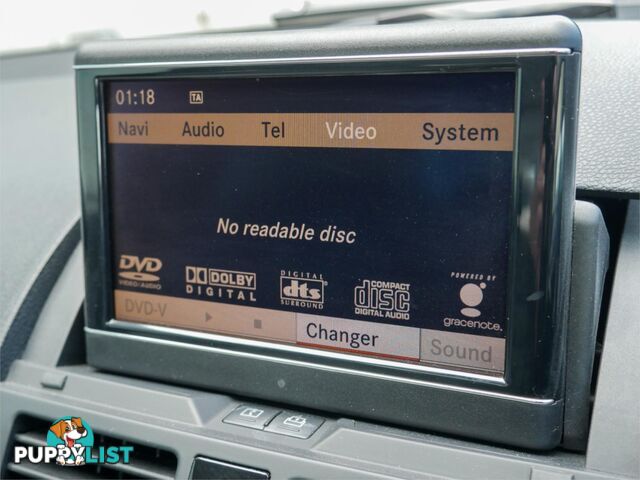 01:18 TA
Navi Audio Tel Video System
No readable disc
DVD
VIDEO/AUDIO
DOLBY
DIGITAL
DIGITAL
dts
SURROUND
COMPACT
disc
DIGITAL AUDIO
POWERED BY
gracenote.
DVD-V Changer Sound
PUPPYLIST